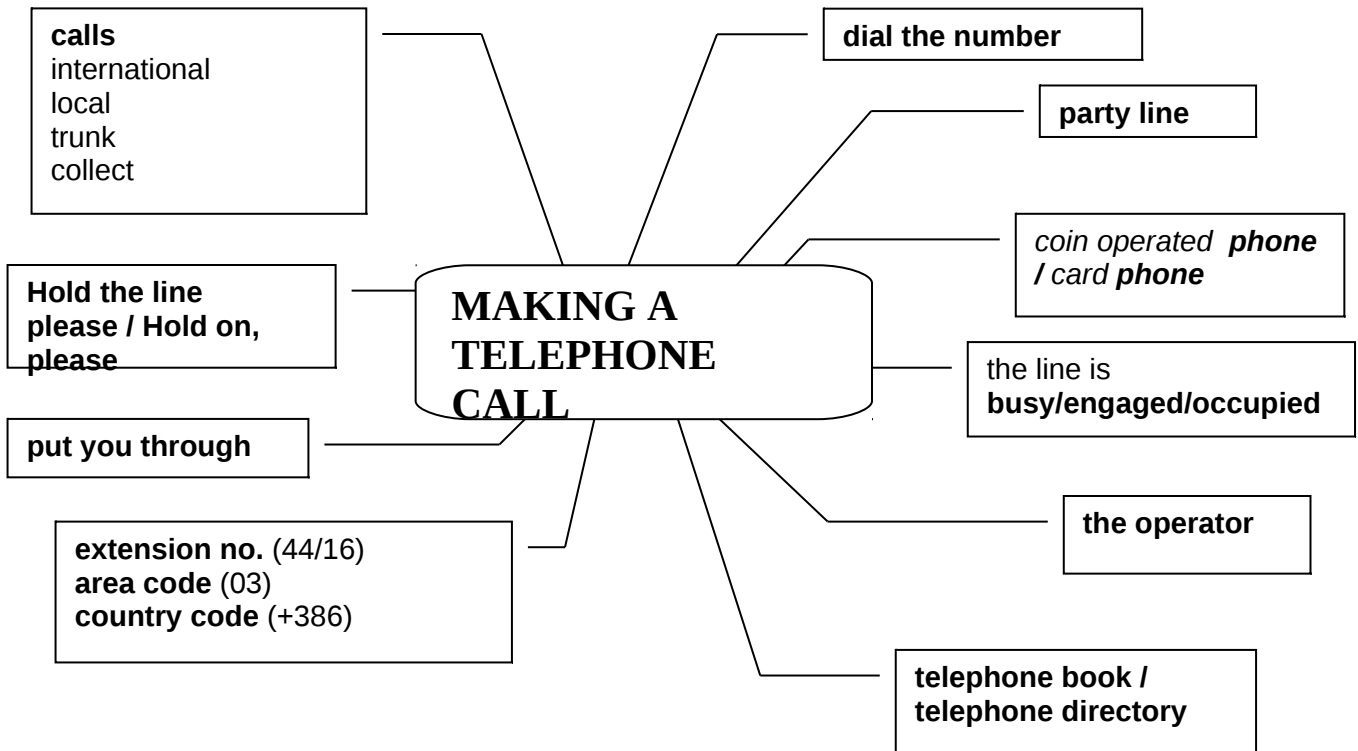 calls
international
local
trunk
collect
dial the number
party line
coin operated  phone
/ card phone
Hold the line
please / Hold on,
please
MAKING A
TELEPHONE
CALL
the line is
busy/engaged/occupied
put you through
the operator
extension no. (44/16)
area code (03)
country code (+386)
telephone book /
telephone directory